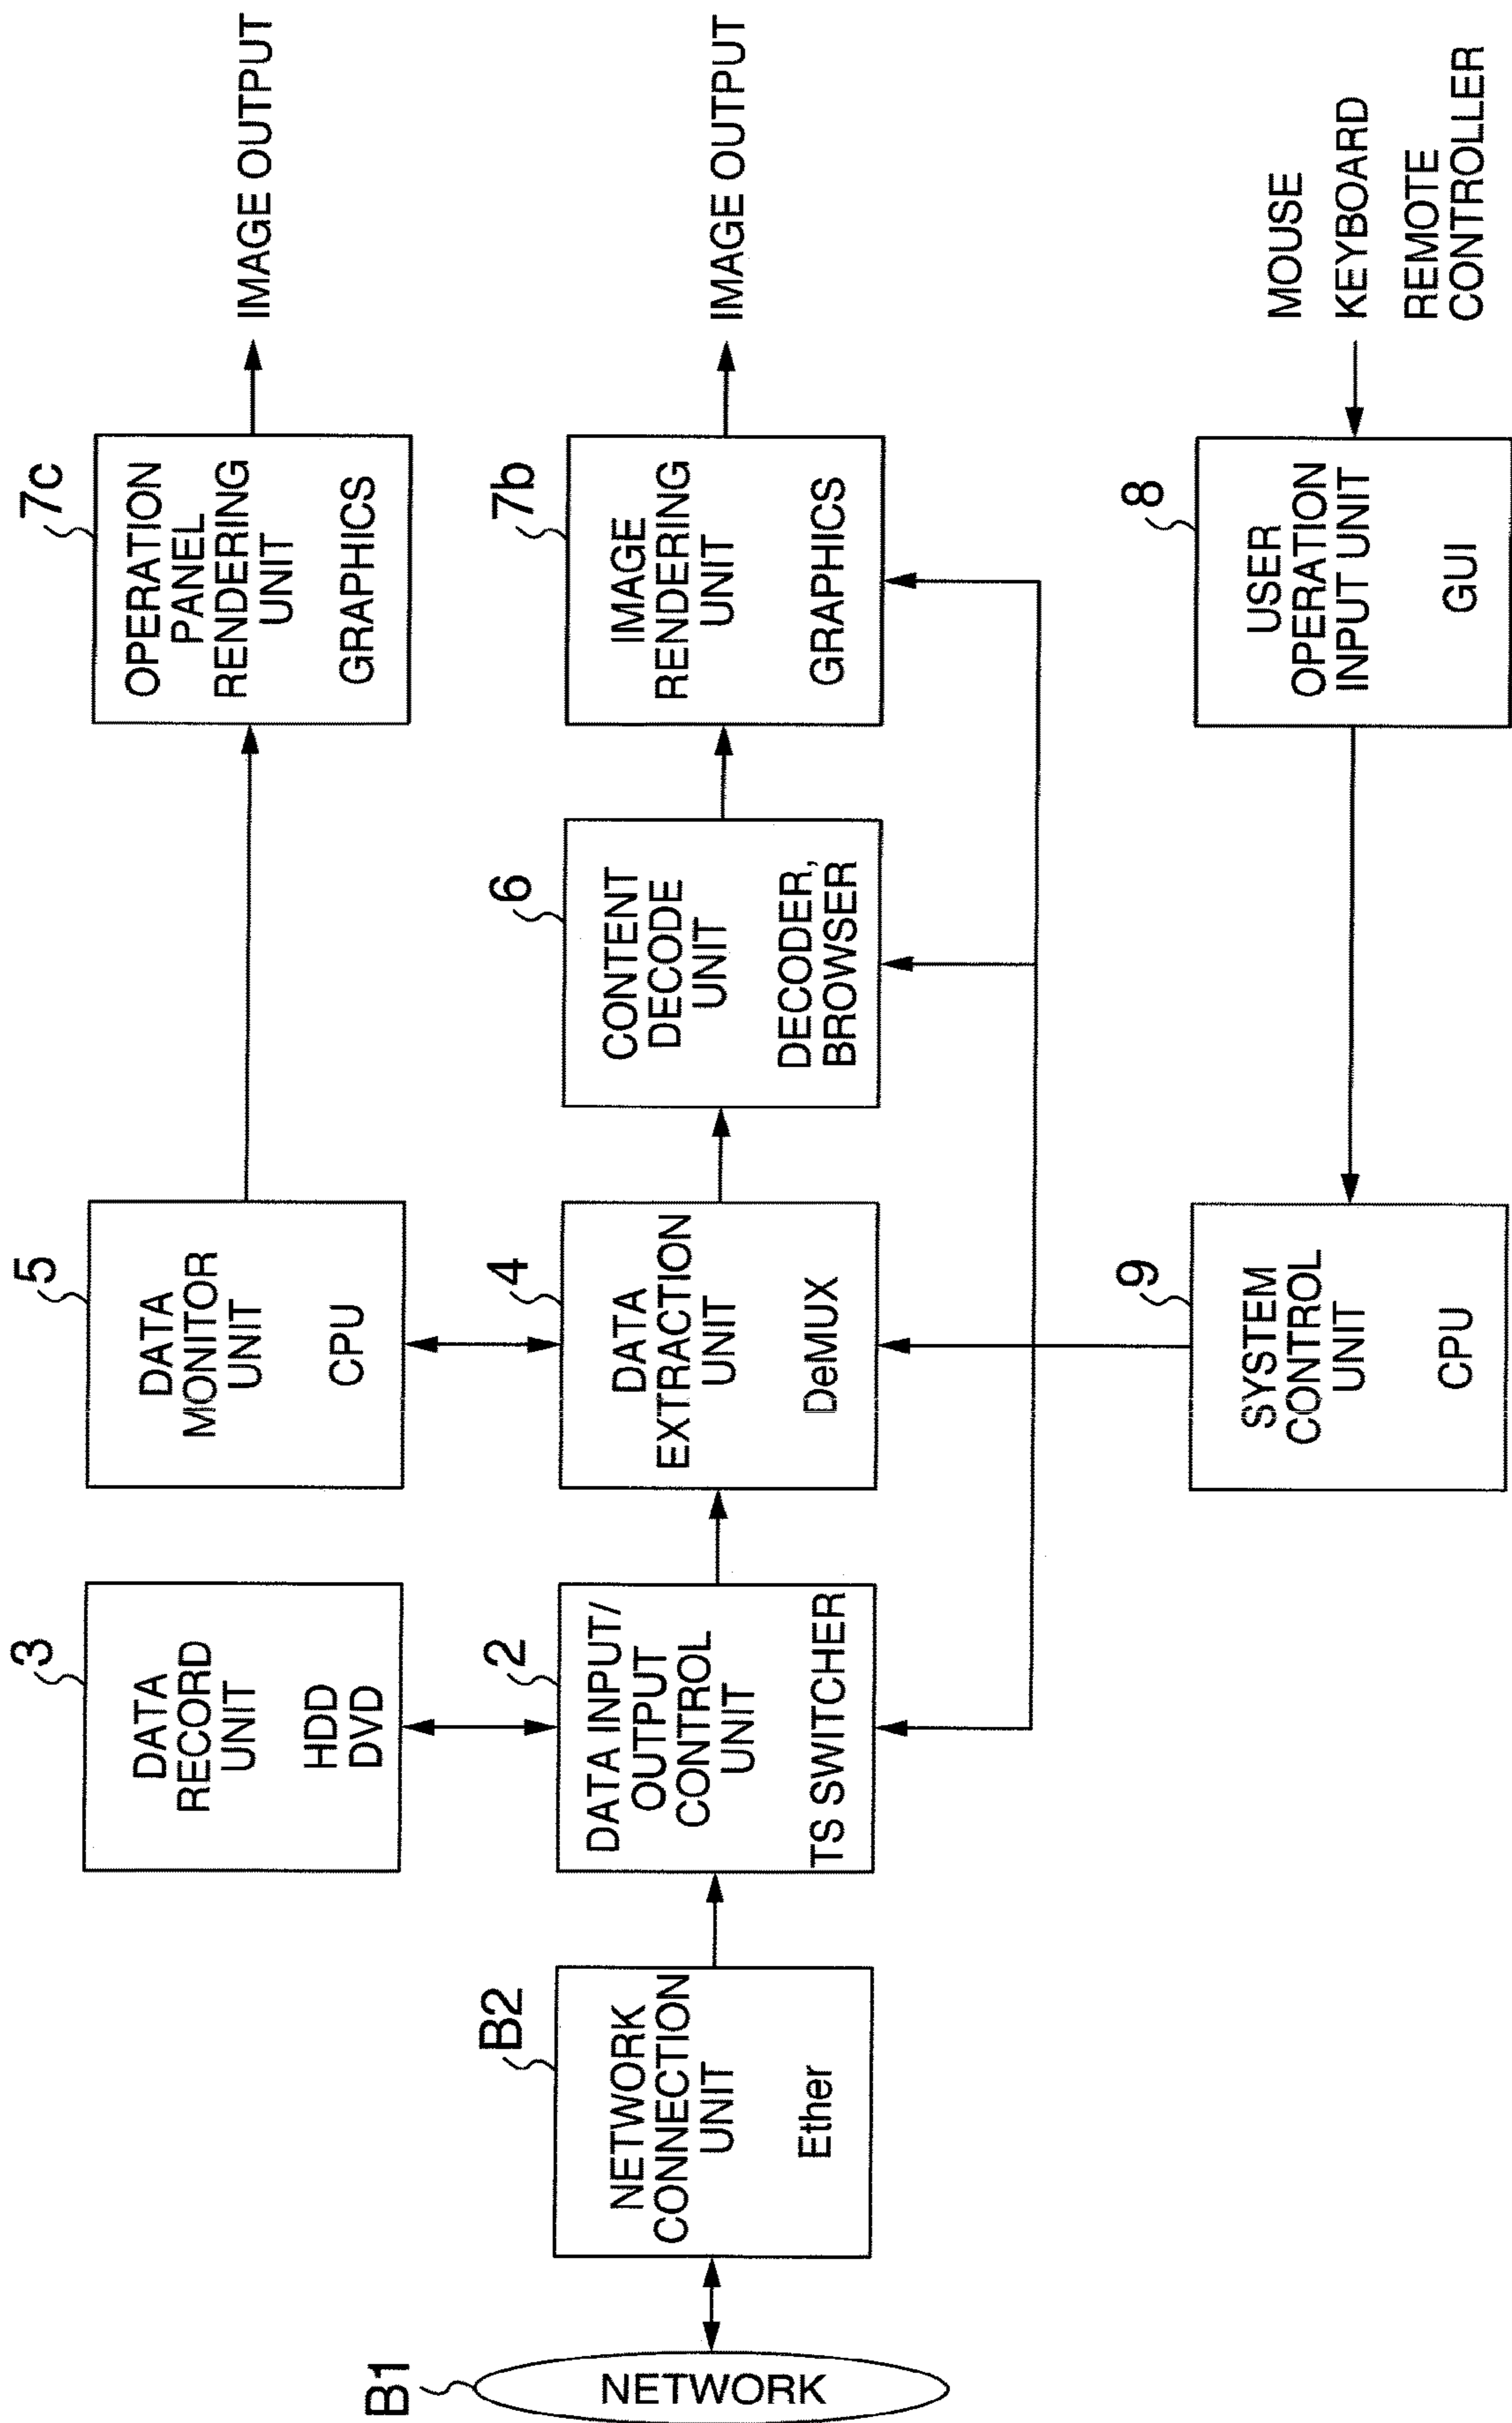 3
DATA
RECORD
UNIT
HDD
DVD
5
DATA
MONITOR
UNIT
CPU
7c
OPERATION
PANEL
RENDERING
UNIT
GRAPHICS
IMAGE OUTPUT
B1
NETWORK
B2
NETWORK
CONNECTION
UNIT
Ether
2
DATA INPUT/
OUTPUT
CONTROL
UNIT
TS SWITCHER
4
DATA
EXTRACTION
UNIT
DeMUX
6
CONTENT
DECODE
UNIT
DECODER,
BROWSER
7b
IMAGE
RENDERING
UNIT
GRAPHICS
IMAGE OUTPUT
9
SYSTEM
CONTROL
UNIT
CPU
8
USER
OPERATION
INPUT UNIT
GUI
MOUSE
KEYBOARD
REMOTE
CONTROLLER